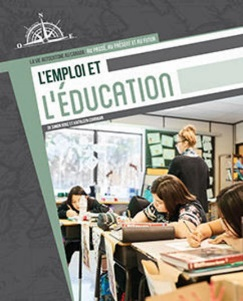 N
O E
S
LA VIE AUTOCHTONE AU CANADA : AU PASSÉ, AU PRÉSENT ET AU FUTUR
L'EMPLOI ET
L'ÉDUCATION